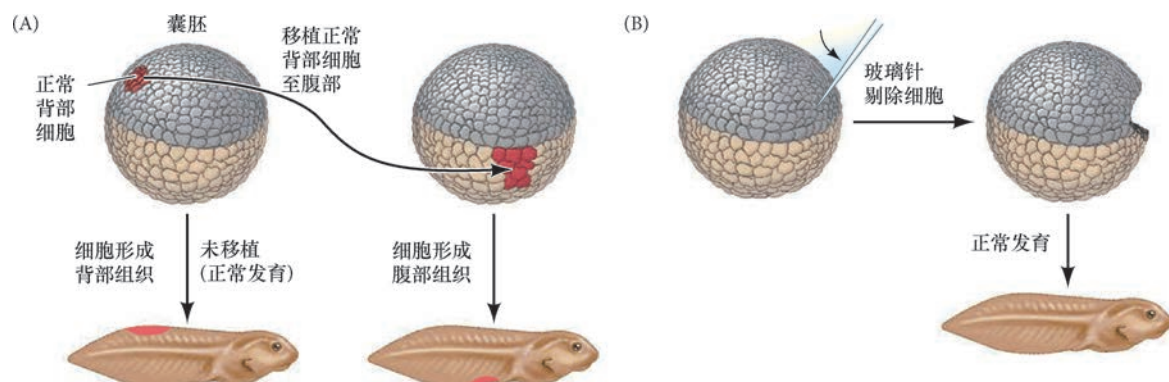 (A)
囊胚
正常
背部
细胞
移植正常
背部细胞
至腹部
细胞形成
背部组织
未移植
(正常发育)
细胞形成
腹部组织
(B)
玻璃针
剔除细胞
正常发育